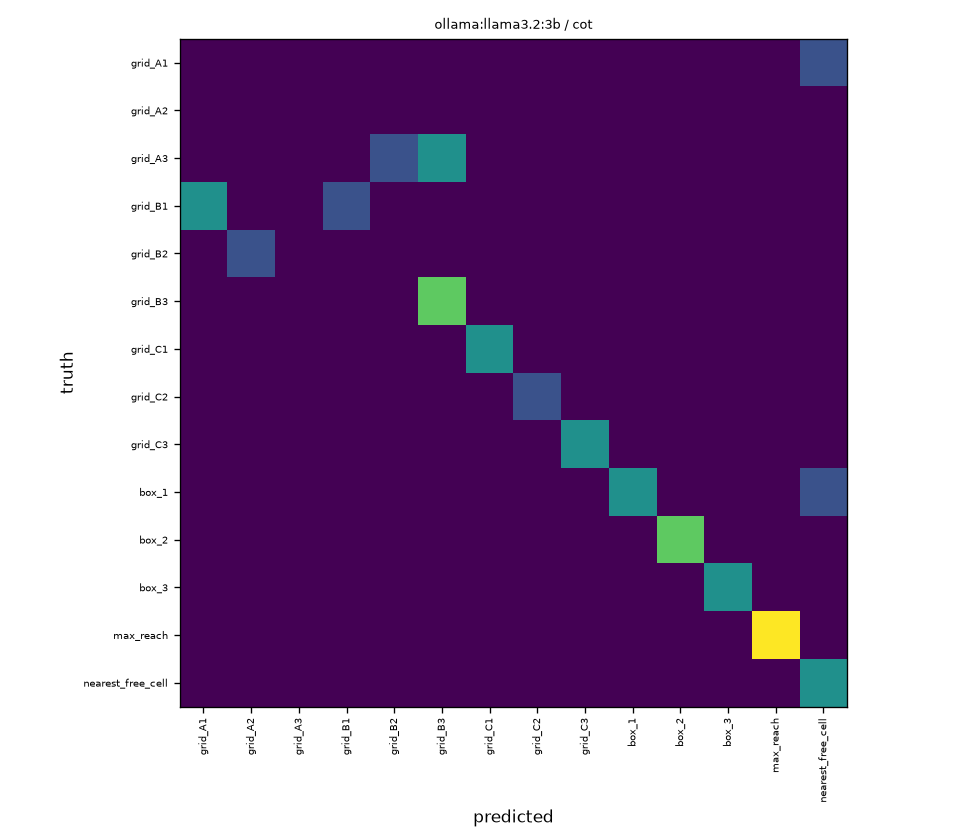 ollama:llama3.2:3b / cot
grid_A1
grid_A2
grid_A3
grid_B1
grid_B2
grid_B3
grid_C1
grid_C2
grid_C3
box_1
box_2
box_3
max_reach
nearest_free_cell
truth
grid_A1
grid_A2
grid_A3
grid_B1
grid_B2
grid_B3
grid_C1
grid_C2
grid_C3
box_1
box_2
box_3
max_reach
nearest_free_cell
predicted